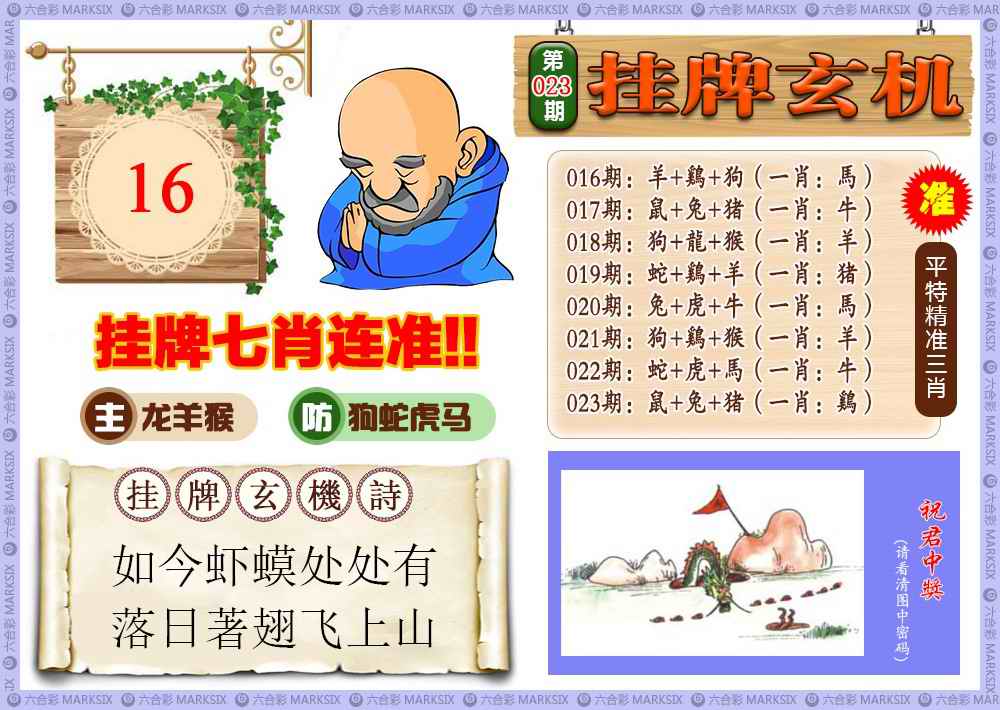 六合彩 MARKSIX
16
第
023
期
挂牌玄机
016期：羊+鷄+狗（一肖：馬）
017期：鼠+兔+猪（一肖：牛）
018期：狗+龍+猴（一肖：羊）
019期：蛇+鷄+羊（一肖：猪）
020期：兔+虎+牛（一肖：馬）
021期：狗+鷄+猴（一肖：羊）
022期：蛇+虎+馬（一肖：牛）
023期：鼠+兔+猪（一肖：鷄）
准
平特精准三肖
挂牌七肖连准!!
主 龙羊猴
防 狗蛇虎马
挂牌玄機詩
如今虾蟆处处有
落日著翅飞上山
33
祝君中獎
（请看清图中密码）